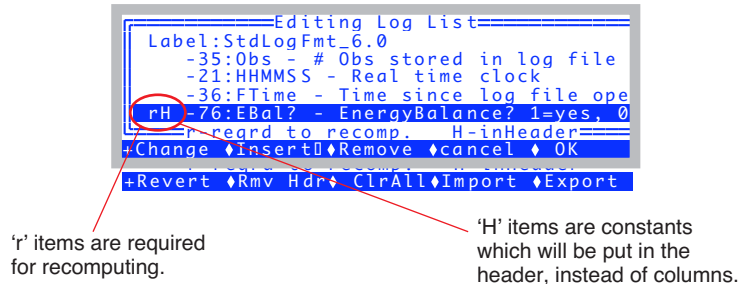 Editing Log List
Label:StdLogFmt_6.0
-35:Obs - # Obs stored in log file
-21:HHMMSS - Real time clock
-36:FTime - Time since log file ope
rH -76:EBal? - EnergyBalance? 1=yes, 0
r-reqrd to recomp. H-inHeader
+Change ♦Insert▯♦Remove ♦cancel ♦ OK
+Revert ♦Rmv Hdr♦ ClrAll♦Import ♦Export
'r' items are required
for recomputing.
'H' items are constants
which will be put in the
header, instead of columns.